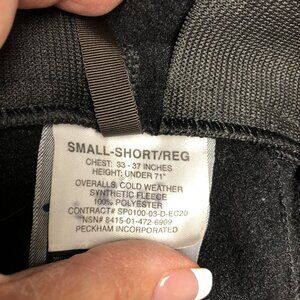 SMALL-SHORT/REG
CHEST: 33 - 37 INCHES
HEIGHT: UNDER 71"
OVERALLS, COLD WEATHER
SYNTHETIC FLEECE
100% POLYESTER
CONTRACT# SP0100-03-D-EC20
NSN# 8415-01-472-6909
PECKHAM INCORPORATED